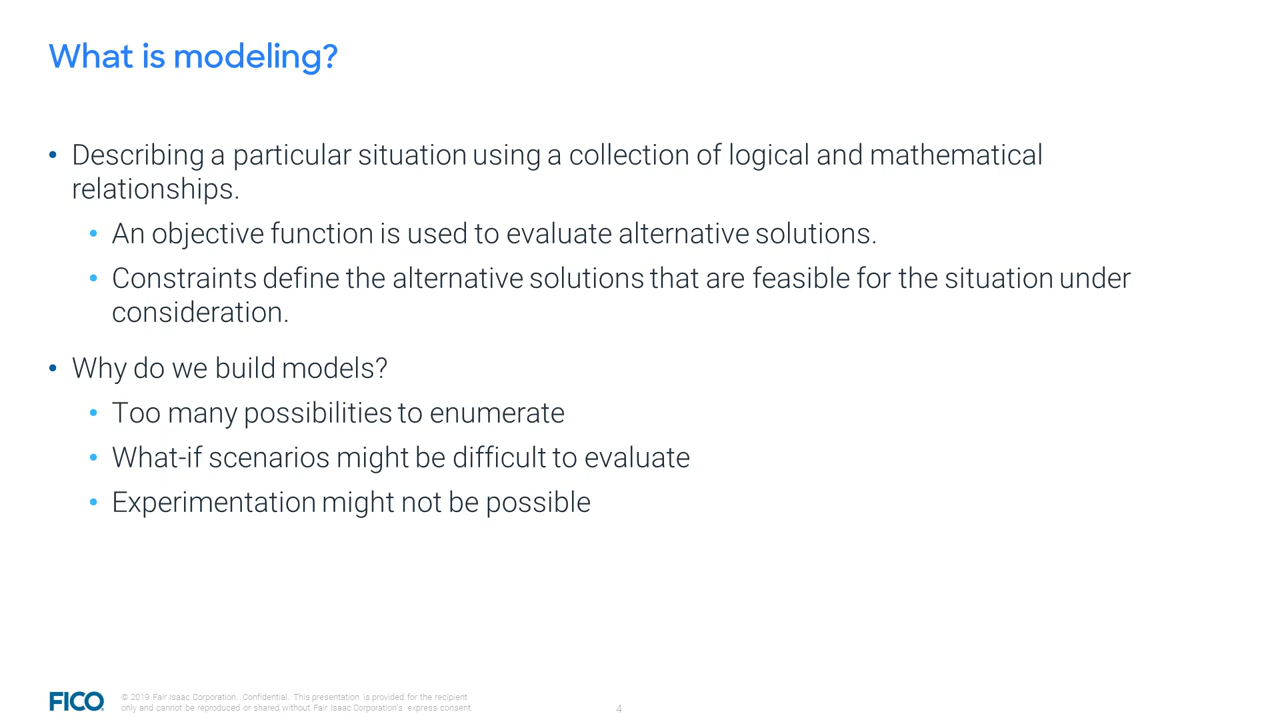 What is modeling?
• Describing a particular situation using a collection of logical and mathematical
relationships.
• An objective function is used to evaluate alternative solutions.
• Constraints define the alternative solutions that are feasible for the situation under
consideration.
• Why do we build models?
• Too many possibilities to enumerate
• What-if scenarios might be difficult to evaluate
• Experimentation might not be possible
FICO
© 2019 Fair Isaac Corporation. Confidential. This presentation is provided for the recipient
only and cannot be reproduced or shared without Fair Isaac Corporation's express consent.
4